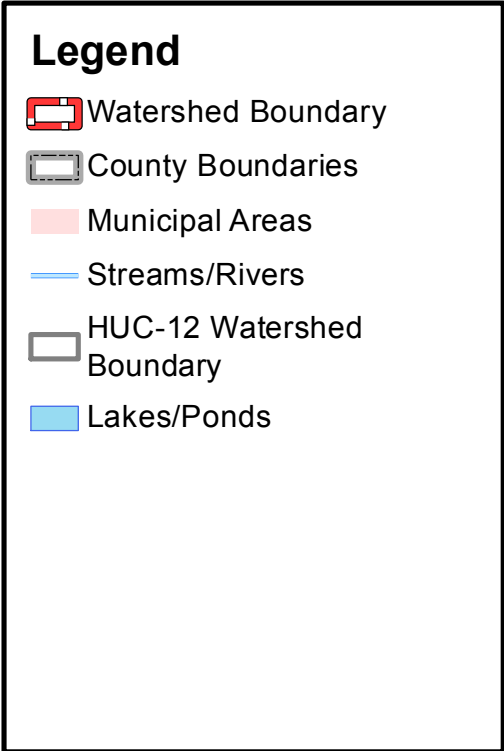 Legend
Watershed Boundary
County Boundaries
Municipal Areas
Streams/Rivers
HUC-12 Watershed
Boundary
Lakes/Ponds